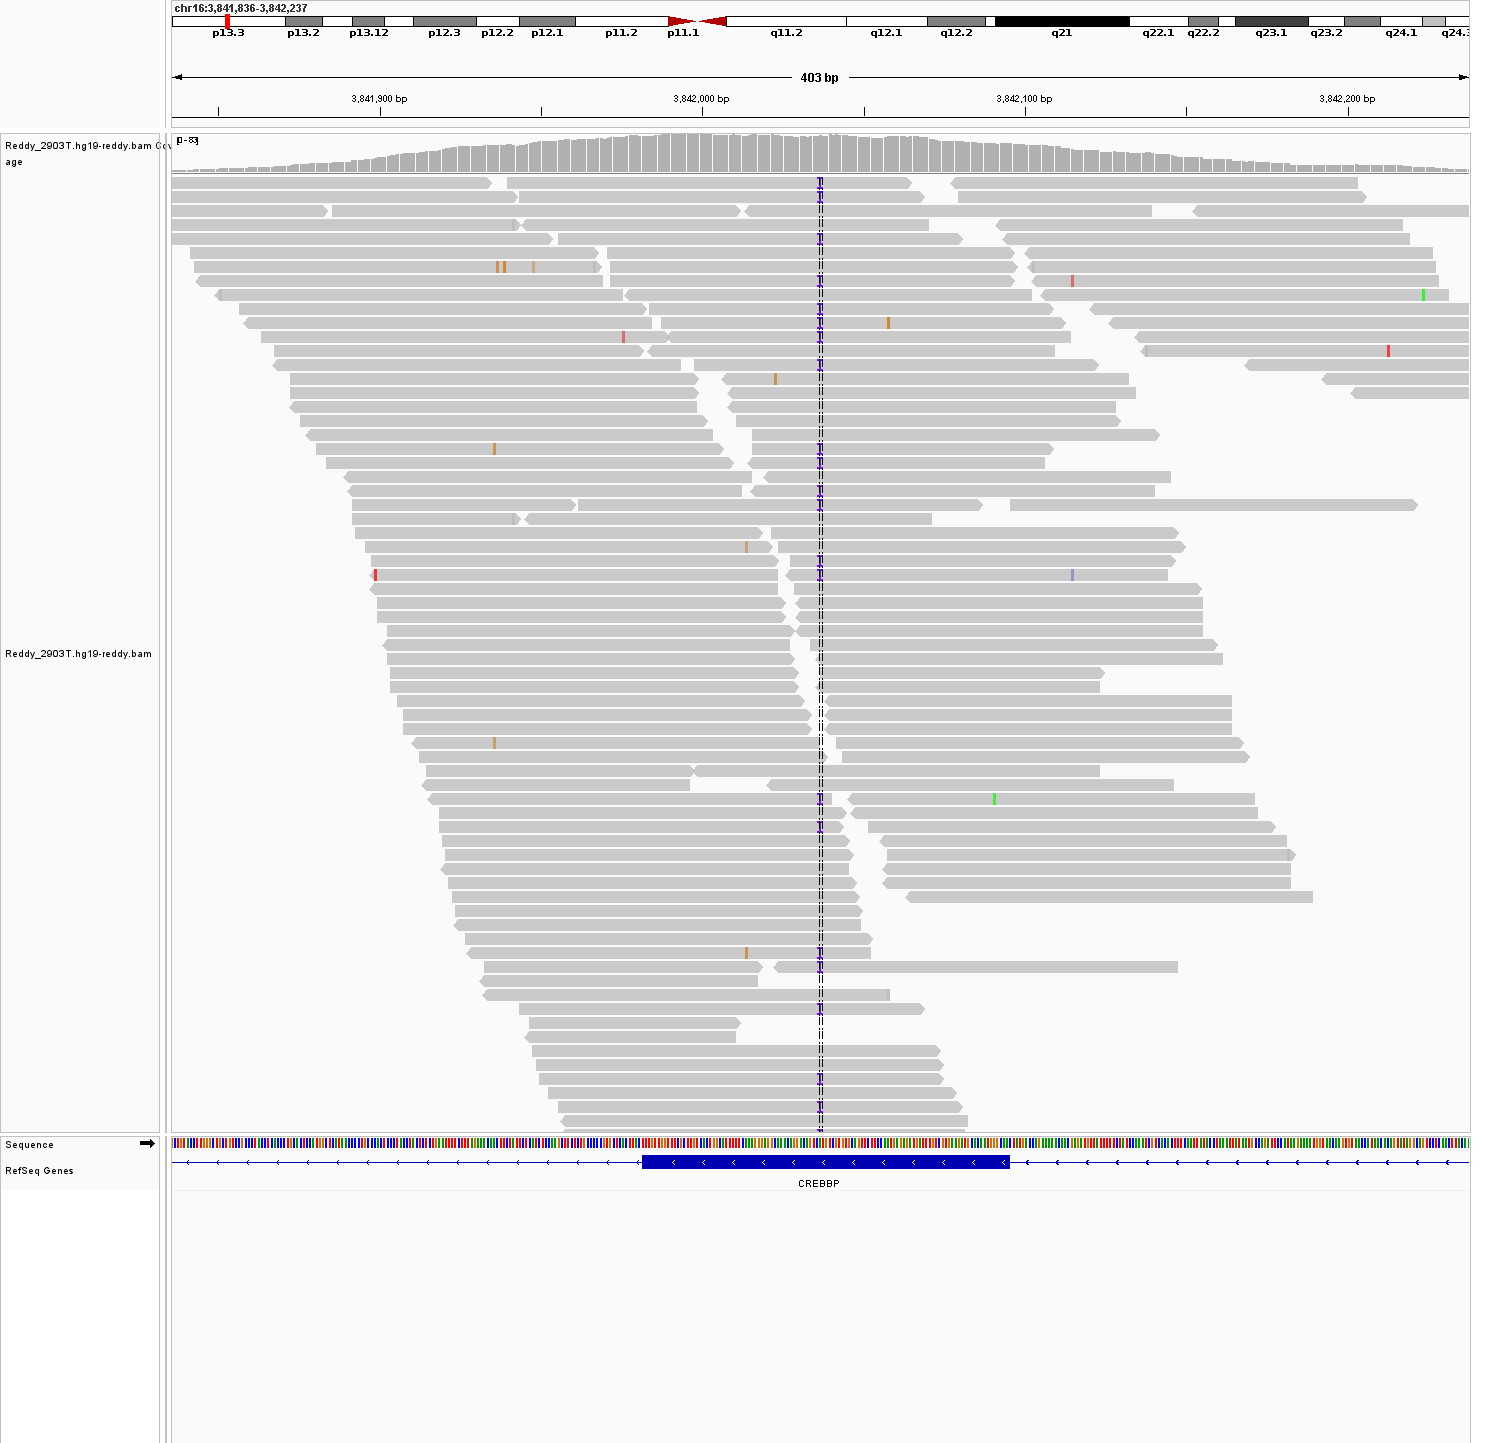 chr16:3,841,836-3,842,237
p13.3 p13.2 p13.12 p12.3 p12.2 p12.1 p11.2 p11.1 q11.2 q12.1 q12.2 q21 q22.1 q22.2 q23.1 q23.2 q24.1 q24.3
403 bp
3,841,900 bp 3,842,000 bp 3,842,100 bp 3,842,200 bp
Reddy_2903T.hg19-reddy.bam Cov
age
[0 - 83]
Reddy_2903T.hg19-reddy.bam
Sequence
RefSeq Genes
CREBBP